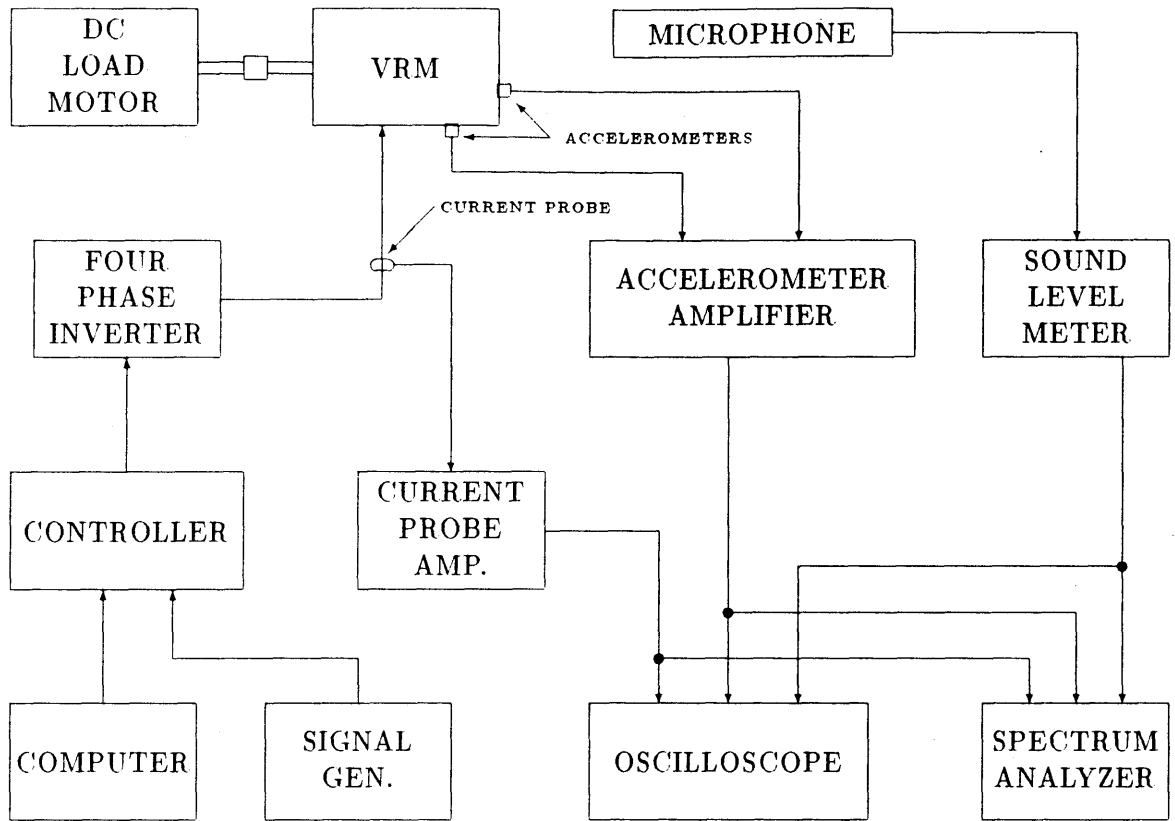 DC
LOAD
MOTOR
VRM
MICROPHONE
ACCELEROMETERS
CURRENT PROBE
FOUR
PHASE
INVERTER
ACCELEROMETER
AMPLIFIER
SOUND
LEVEL
METER
CONTROLLER
CURRENT
PROBE
AMP.
COMPUTER
SIGNAL
GEN.
OSCILLOSCOPE
SPECTRUM
ANALYZER